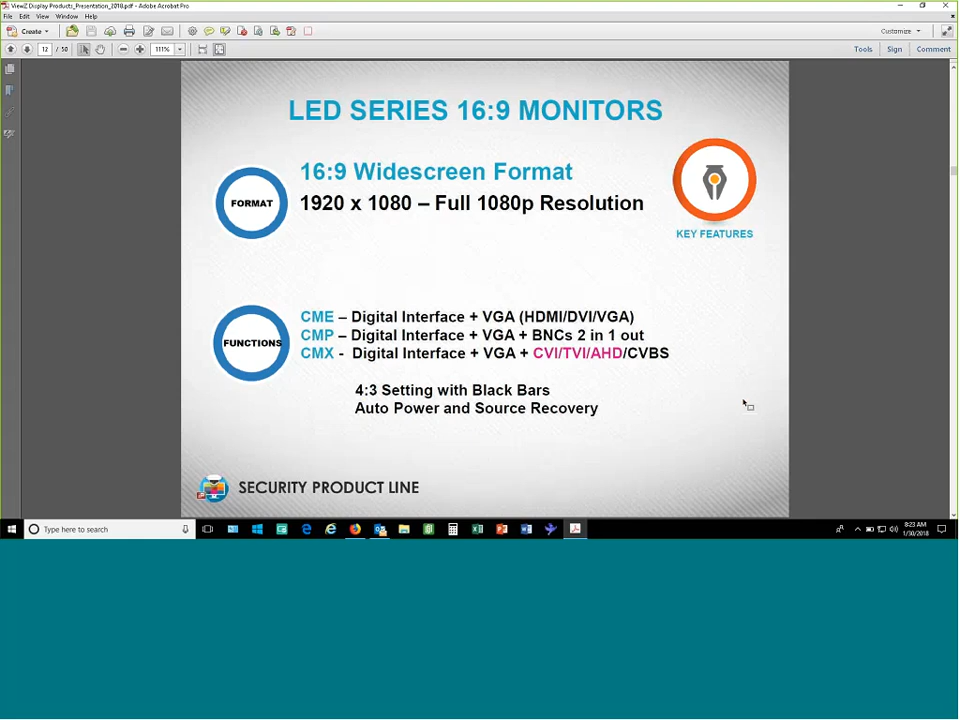 ViewZ Display Products_Presentation_2018.pdf - Adobe Acrobat Pro
File Edit View Window Help
Create
Customize
12 / 50
111%
Tools Sign Comment
LED SERIES 16:9 MONITORS
16:9 Widescreen Format
FORMAT
1920 x 1080 – Full 1080p Resolution
KEY FEATURES
CME – Digital Interface + VGA (HDMI/DVI/VGA)
CMP – Digital Interface + VGA + BNCs 2 in 1 out
FUNCTIONS
CMX - Digital Interface + VGA + CVI/TVI/AHD/CVBS
4:3 Setting with Black Bars
Auto Power and Source Recovery
SECURITY PRODUCT LINE
Type here to search
8:23 AM
1/30/2018